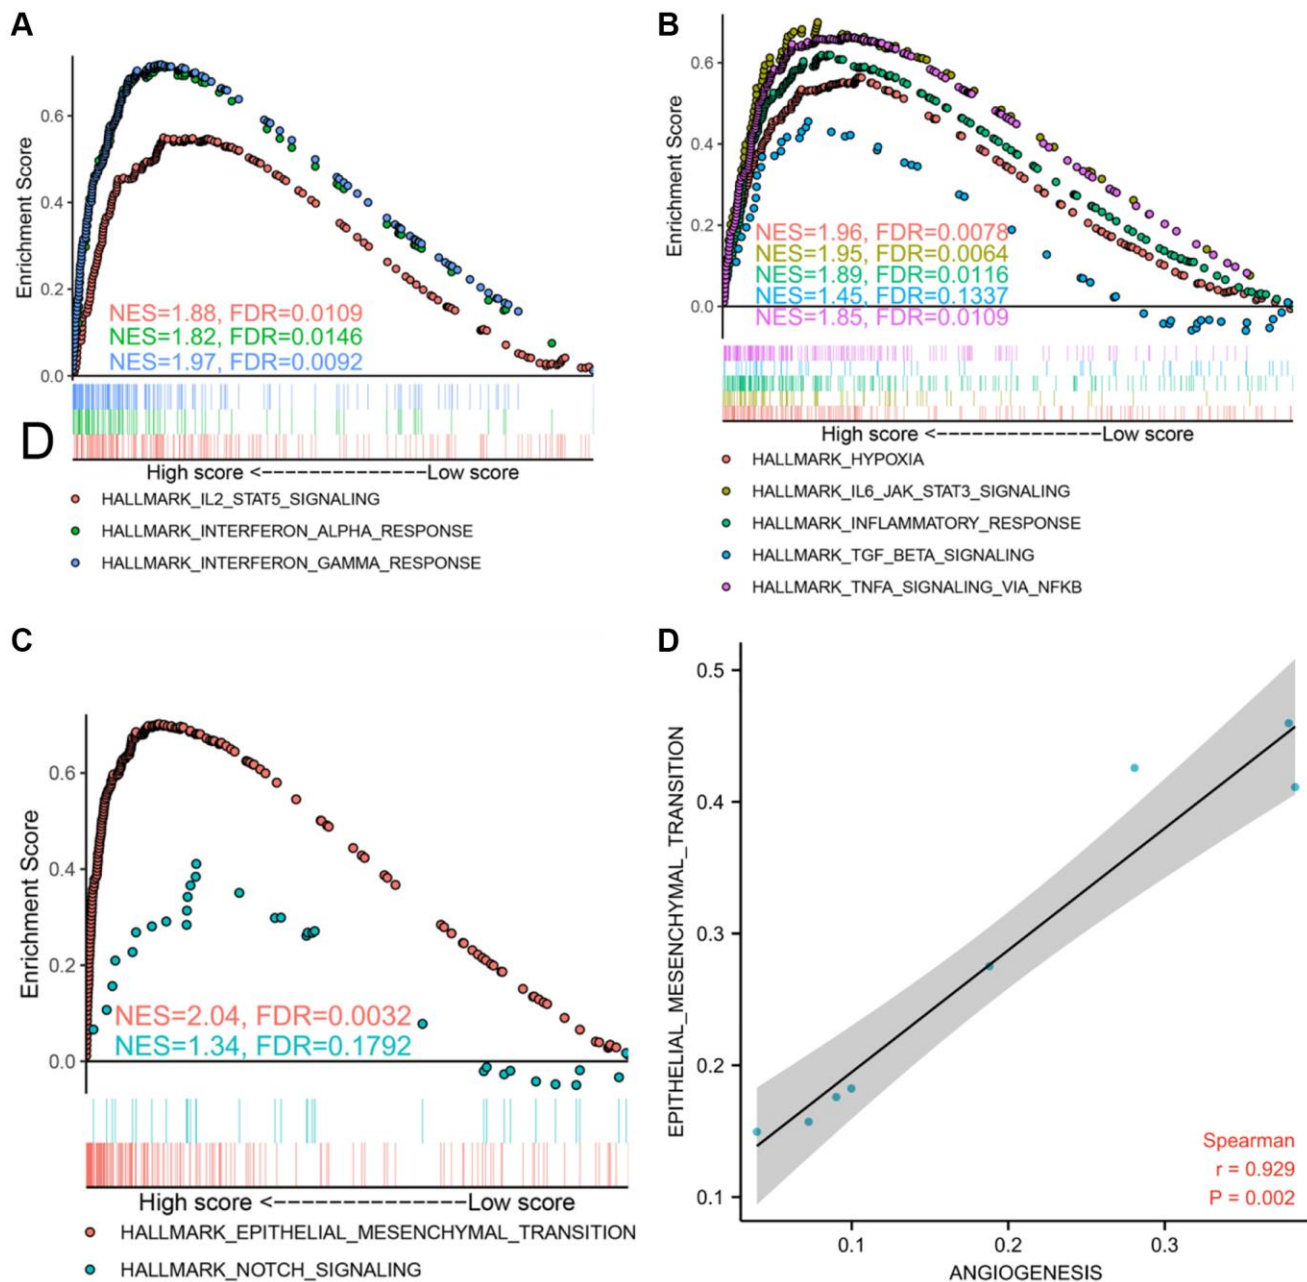 A
Enrichment Score
0.6
0.4
0.2
0.0
NES=1.88, FDR=0.0109
NES=1.82, FDR=0.0146
NES=1.97, FDR=0.0092
D
High score <---------------Low score
HALLMARK_IL2_STAT5_SIGNALING
HALLMARK_INTERFERON_ALPHA_RESPONSE
HALLMARK_INTERFERON_GAMMA_RESPONSE
B
Enrichment Score
0.6
0.4
0.2
0.0
NES=1.96, FDR=0.0078
NES=1.95, FDR=0.0064
NES=1.89, FDR=0.0116
NES=1.45, FDR=0.1337
NES=1.85, FDR=0.0109
High score <---------------Low score
HALLMARK_HYPOXIA
HALLMARK_IL6_JAK_STAT3_SIGNALING
HALLMARK_INFLAMMATORY_RESPONSE
HALLMARK_TGF_BETA_SIGNALING
HALLMARK_TNFA_SIGNALING_VIA_NFKB
C
Enrichment Score
0.6
0.4
0.2
0.0
NES=2.04, FDR=0.0032
NES=1.34, FDR=0.1792
High score <---------------Low score
HALLMARK_EPITHELIAL_MESENCHYMAL_TRANSITION
HALLMARK_NOTCH_SIGNALING
D
EPITHELIAL_MESENCHYMAL_TRANSITION
0.5
0.4
0.3
0.2
0.1
Spearman
r = 0.929
P = 0.002
0.1 0.2 0.3
ANGIOGENESIS